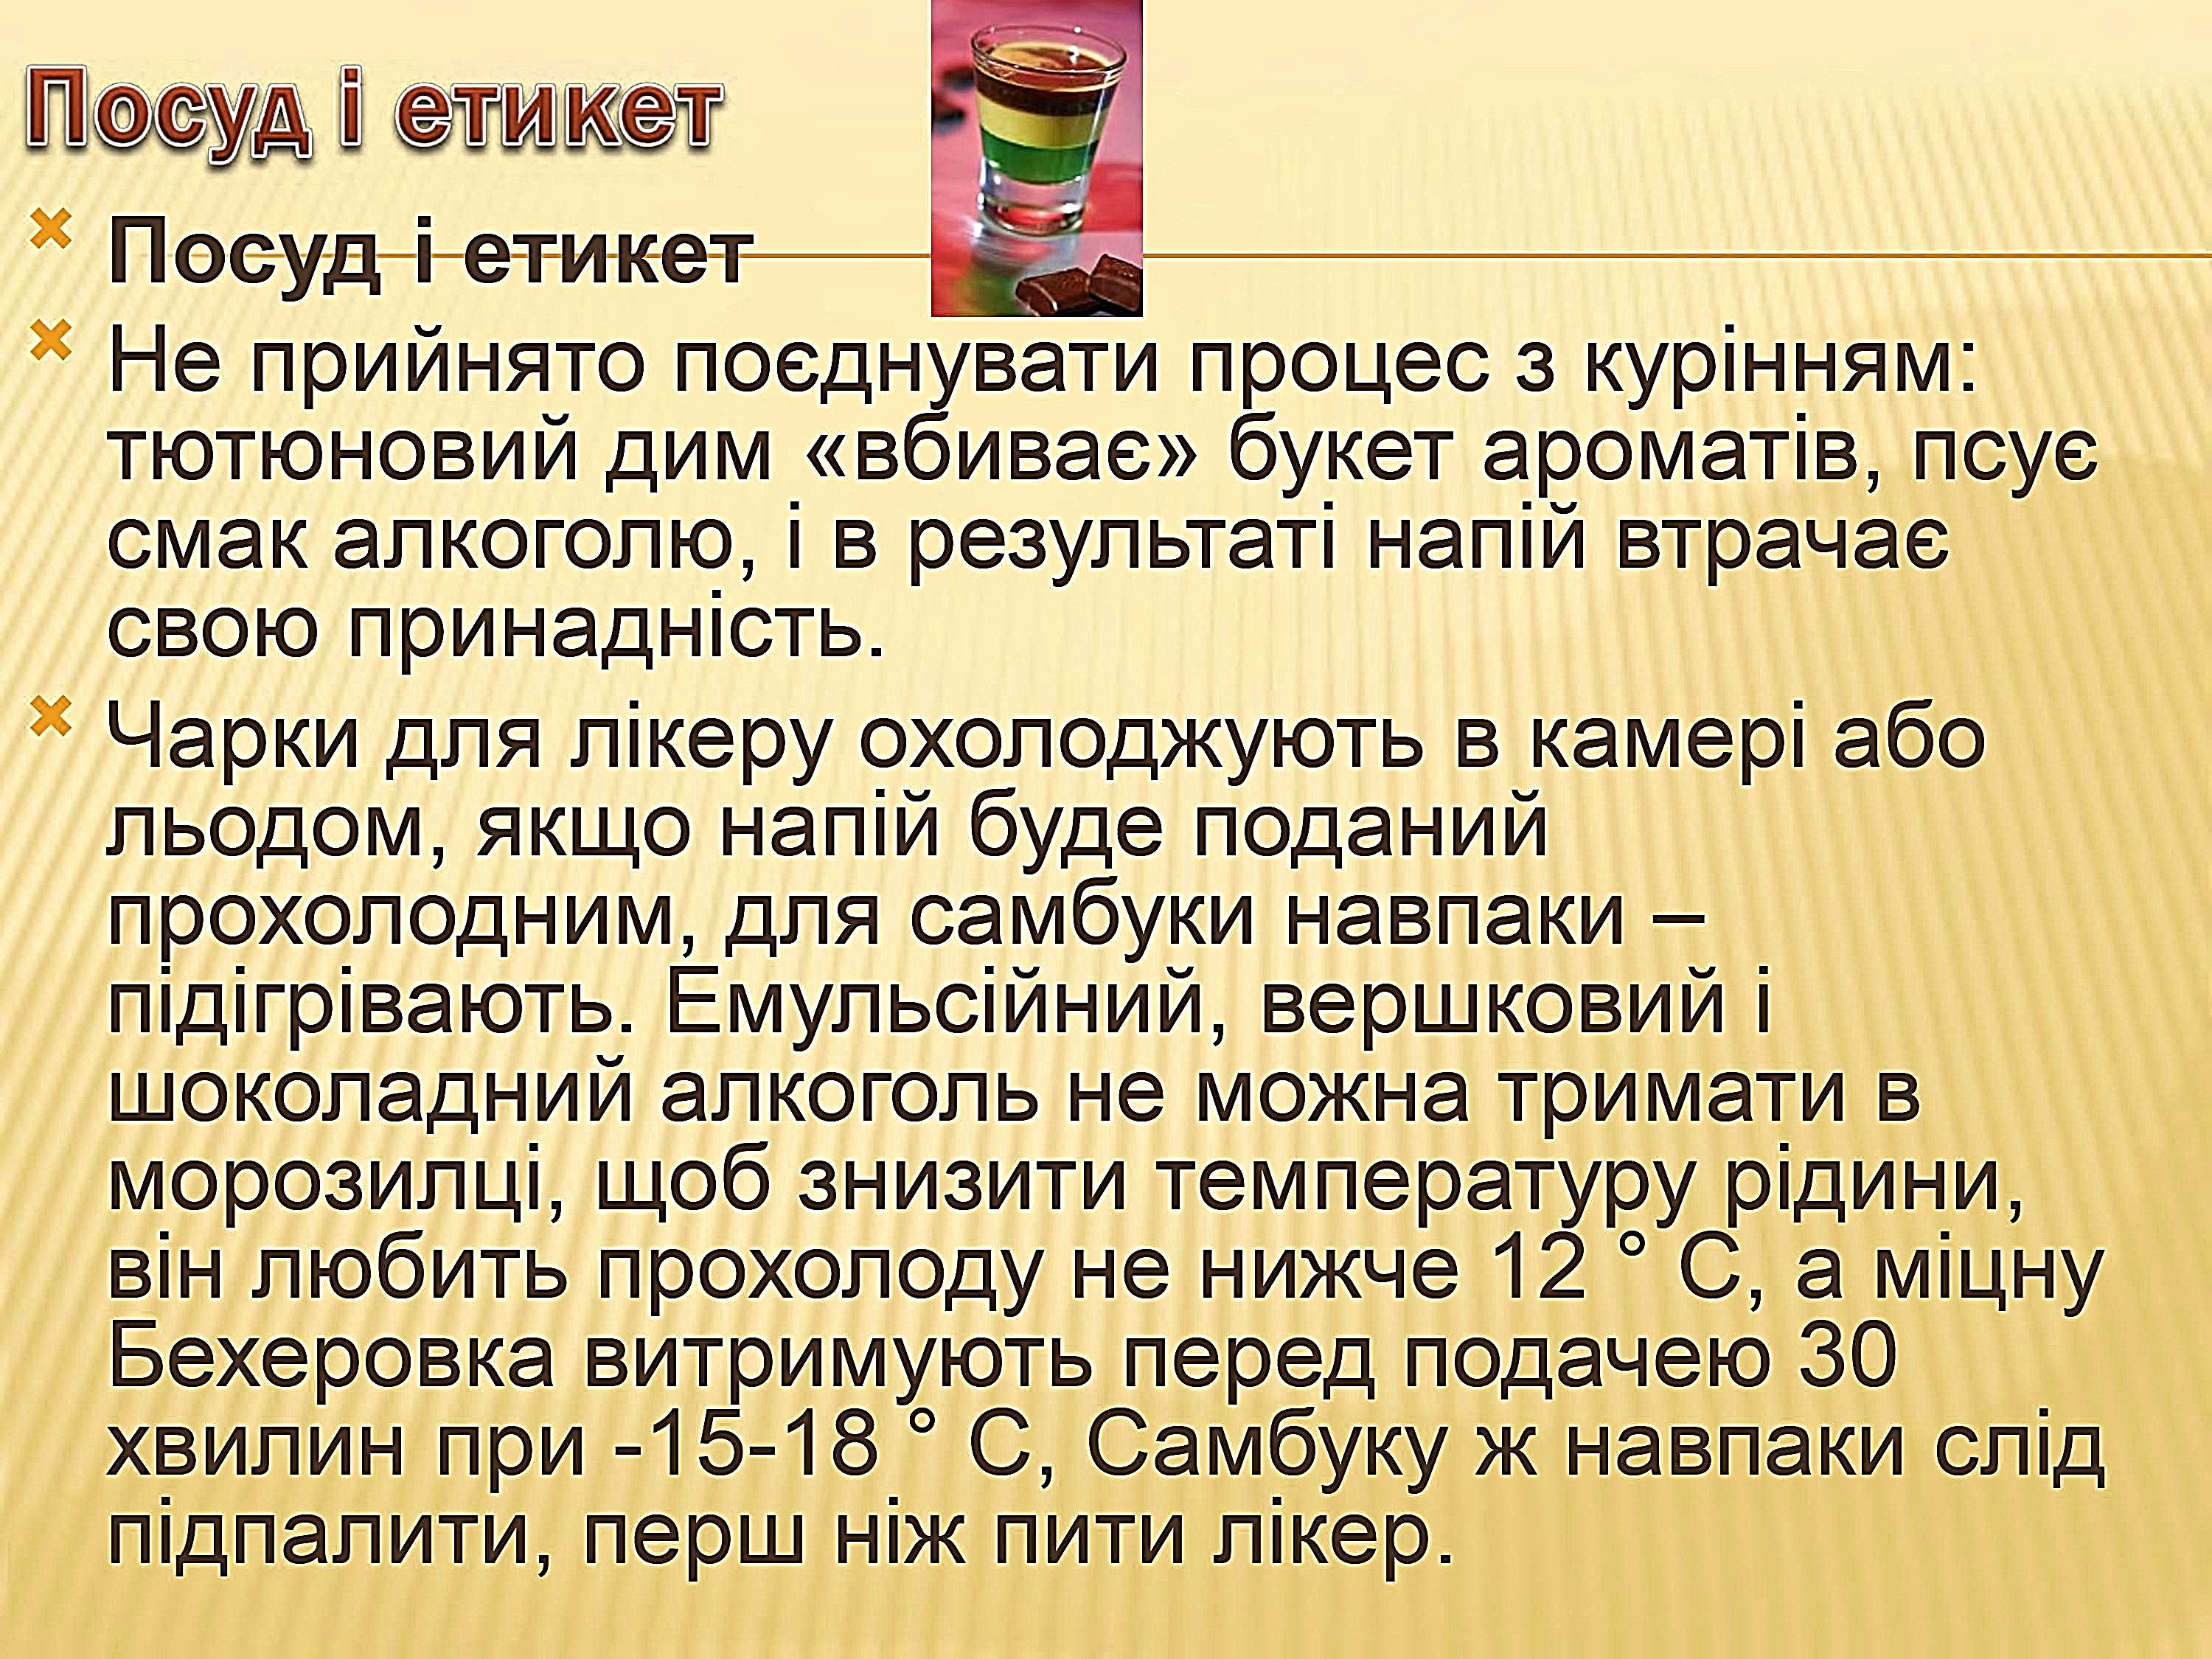 Посуд і етикет
Посуд і етикет
Не прийнято поєднувати процес з курінням:
тютюновий дим «вбиває» букет ароматів, псує
смак алкоголю, і в результаті напій втрачає
свою принадність.
Чарки для лікеру охолоджують в камері або
льодом, якщо напій буде поданий
прохолодним, для самбуки навпаки –
підігрівають. Емульсійний, вершковий і
шоколадний алкоголь не можна тримати в
морозилці, щоб знизити температуру рідини,
він любить прохолоду не нижче 12 ° С, а міцну
Бехеровка витримують перед подачею 30
хвилин при -15-18 ° С, Самбуку ж навпаки слід
підпалити, перш ніж пити лікер.